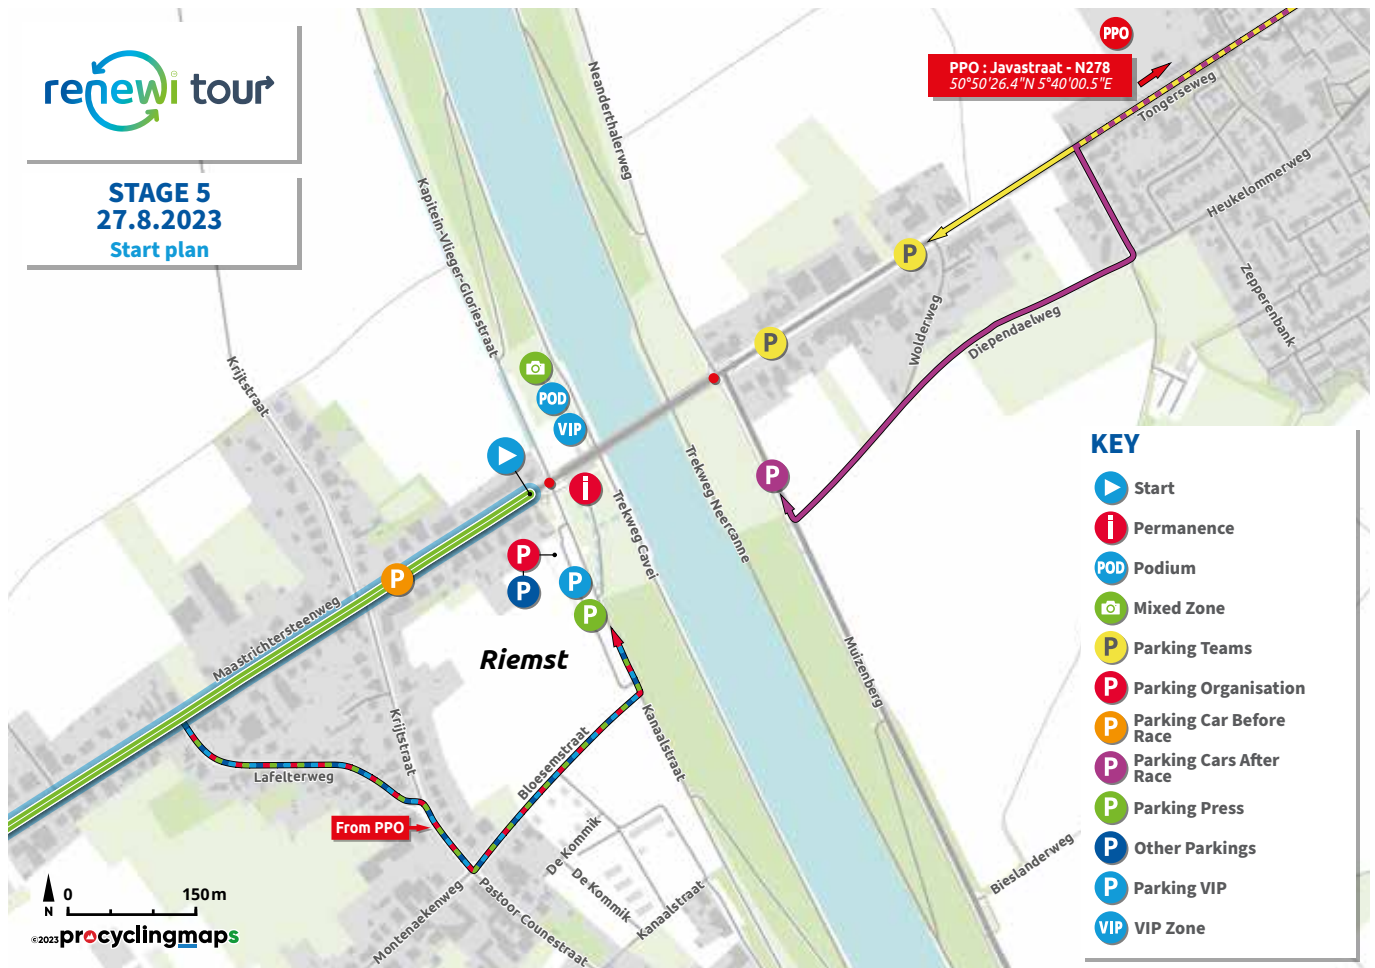 renewi tour
STAGE 5
27.8.2023
Start plan
PPO
PPO : Javastraat - N278
50°50'26.4"N 5°40'00.5"E
Tongerseweg
Neanderthalerweg
Kapitein-Vlieger-Gloriestraat
Heukelommerweg
Zepperenbank
Wolderweg
Diependaelweg
Krijtstraat
P
P
POD
VIP
P
i
Trekweg Neercanne
Trekweg Cavei
P
P
P
P
P
Maastrichtersteenweg
Riemst
Muizenberg
Krijtstraat
Kanaalstraat
Bloesemstraat
Lafelterweg
From PPO
De Kommik
De Kommik
Kanaalstraat
Bieslanderweg
Montenaekenweg
Pastoor Counestraat
KEY
Start
i Permanence
POD Podium
Mixed Zone
P Parking Teams
P Parking Organisation
P Parking Car Before
Race
P Parking Cars After
Race
P Parking Press
P Other Parkings
P Parking VIP
VIP VIP Zone
N
0 150 m
©2023 procyclingmaps